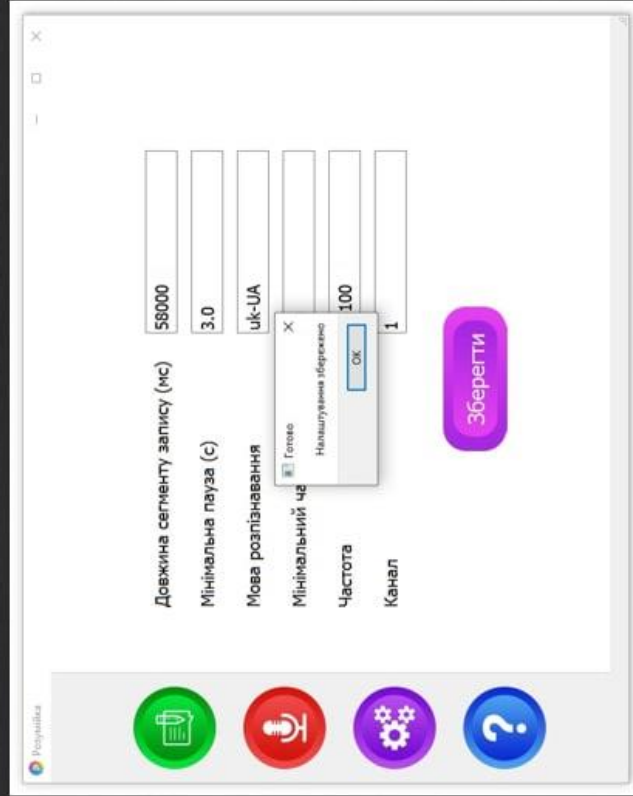 Розумійка
Довжина сегменту запису (мс) 58000
Мінімальна пауза (с) 3.0
Мова розпізнавання uk-UA
Мінімальний ча
Частота 100
Канал 1
Готово
Налаштування збережено
OK
Зберегти
?